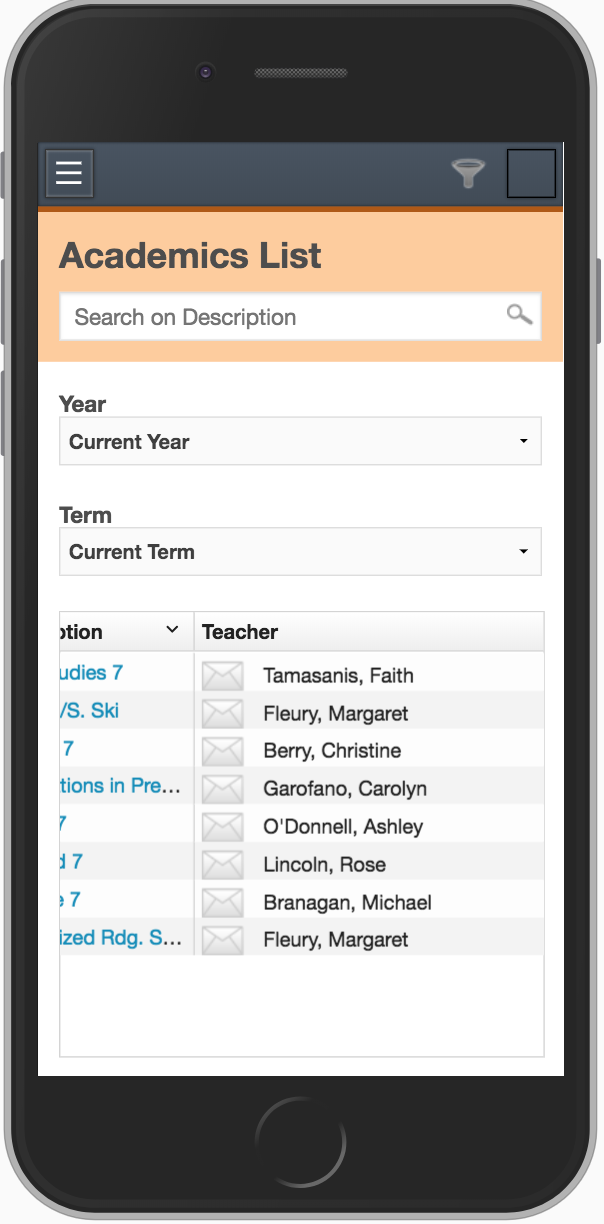 Academics List
Search on Description
Year
Current Year
Term
Current Term
ption Teacher
udies 7 Tamasanis, Faith
/S. Ski Fleury, Margaret
7 Berry, Christine
tions in Pre... Garofano, Carolyn
7 O'Donnell, Ashley
d 7 Lincoln, Rose
e 7 Branagan, Michael
ized Rdg. S... Fleury, Margaret